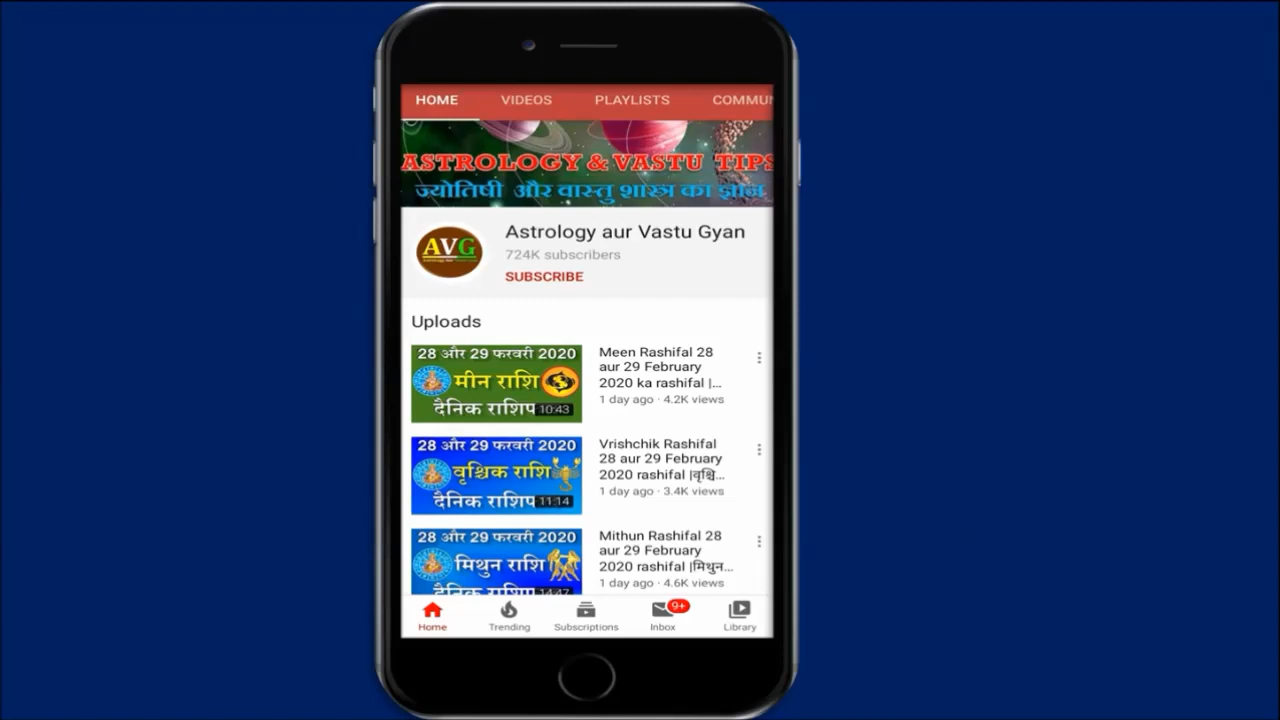 HOME VIDEOS PLAYLISTS COMMUN
ASTROLOGY & VASTU TIPS
ज्योतिषी और वास्तु शास्त्र का ज्ञान
AVG
Astrology aur Vastu Gyan
724K subscribers
SUBSCRIBE
Uploads
28 और 29 फरवरी 2020
मीन राशि
दैनिक राशिप
10:43
Meen Rashifal 28
aur 29 February
2020 ka rashifal |...
1 day ago · 4.2K views
28 और 29 फरवरी 2020
वृश्चिक राशि
दैनिक राशिप
11:14
Vrishchik Rashifal
28 aur 29 February
2020 rashifal |वृश्चि...
1 day ago · 3.4K views
28 और 29 फरवरी 2020
मिथुन राशि
दैनिक राशिप
14:47
Mithun Rashifal 28
aur 29 February
2020 rashifal |मिथुन...
1 day ago · 4.6K views
9+
Home Trending Subscriptions Inbox Library